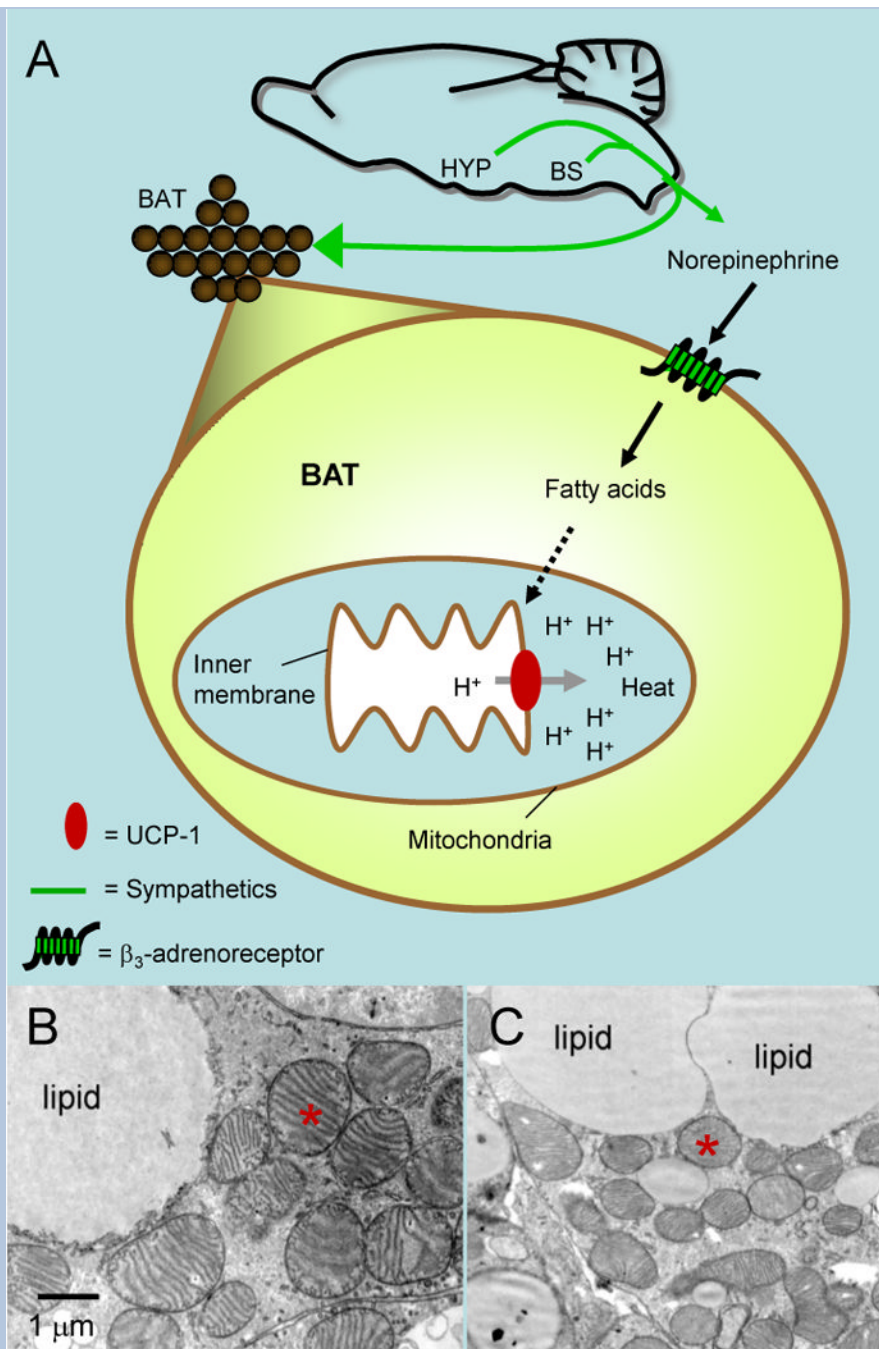 A
HYP
BS
BAT
Norepinephrine
BAT
Fatty acids
H⁺ H⁺
H⁺
Inner
membrane
H⁺
Heat
H⁺
H⁺
H⁺
Mitochondria
= UCP-1
= Sympathetics
= β₃-adrenoreceptor
B
lipid
*
1 µm
C
lipid
lipid
*